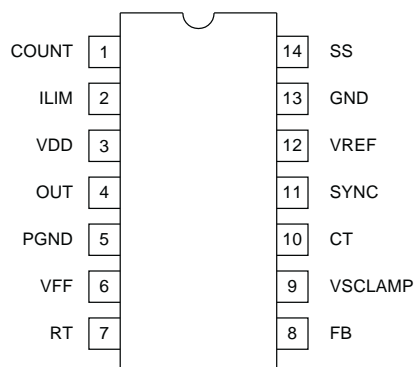 COUNT 1 14 SS
ILIM 2 13 GND
VDD 3 12 VREF
OUT 4 11 SYNC
PGND 5 10 CT
VFF 6 9 VSCLAMP
RT 7 8 FB